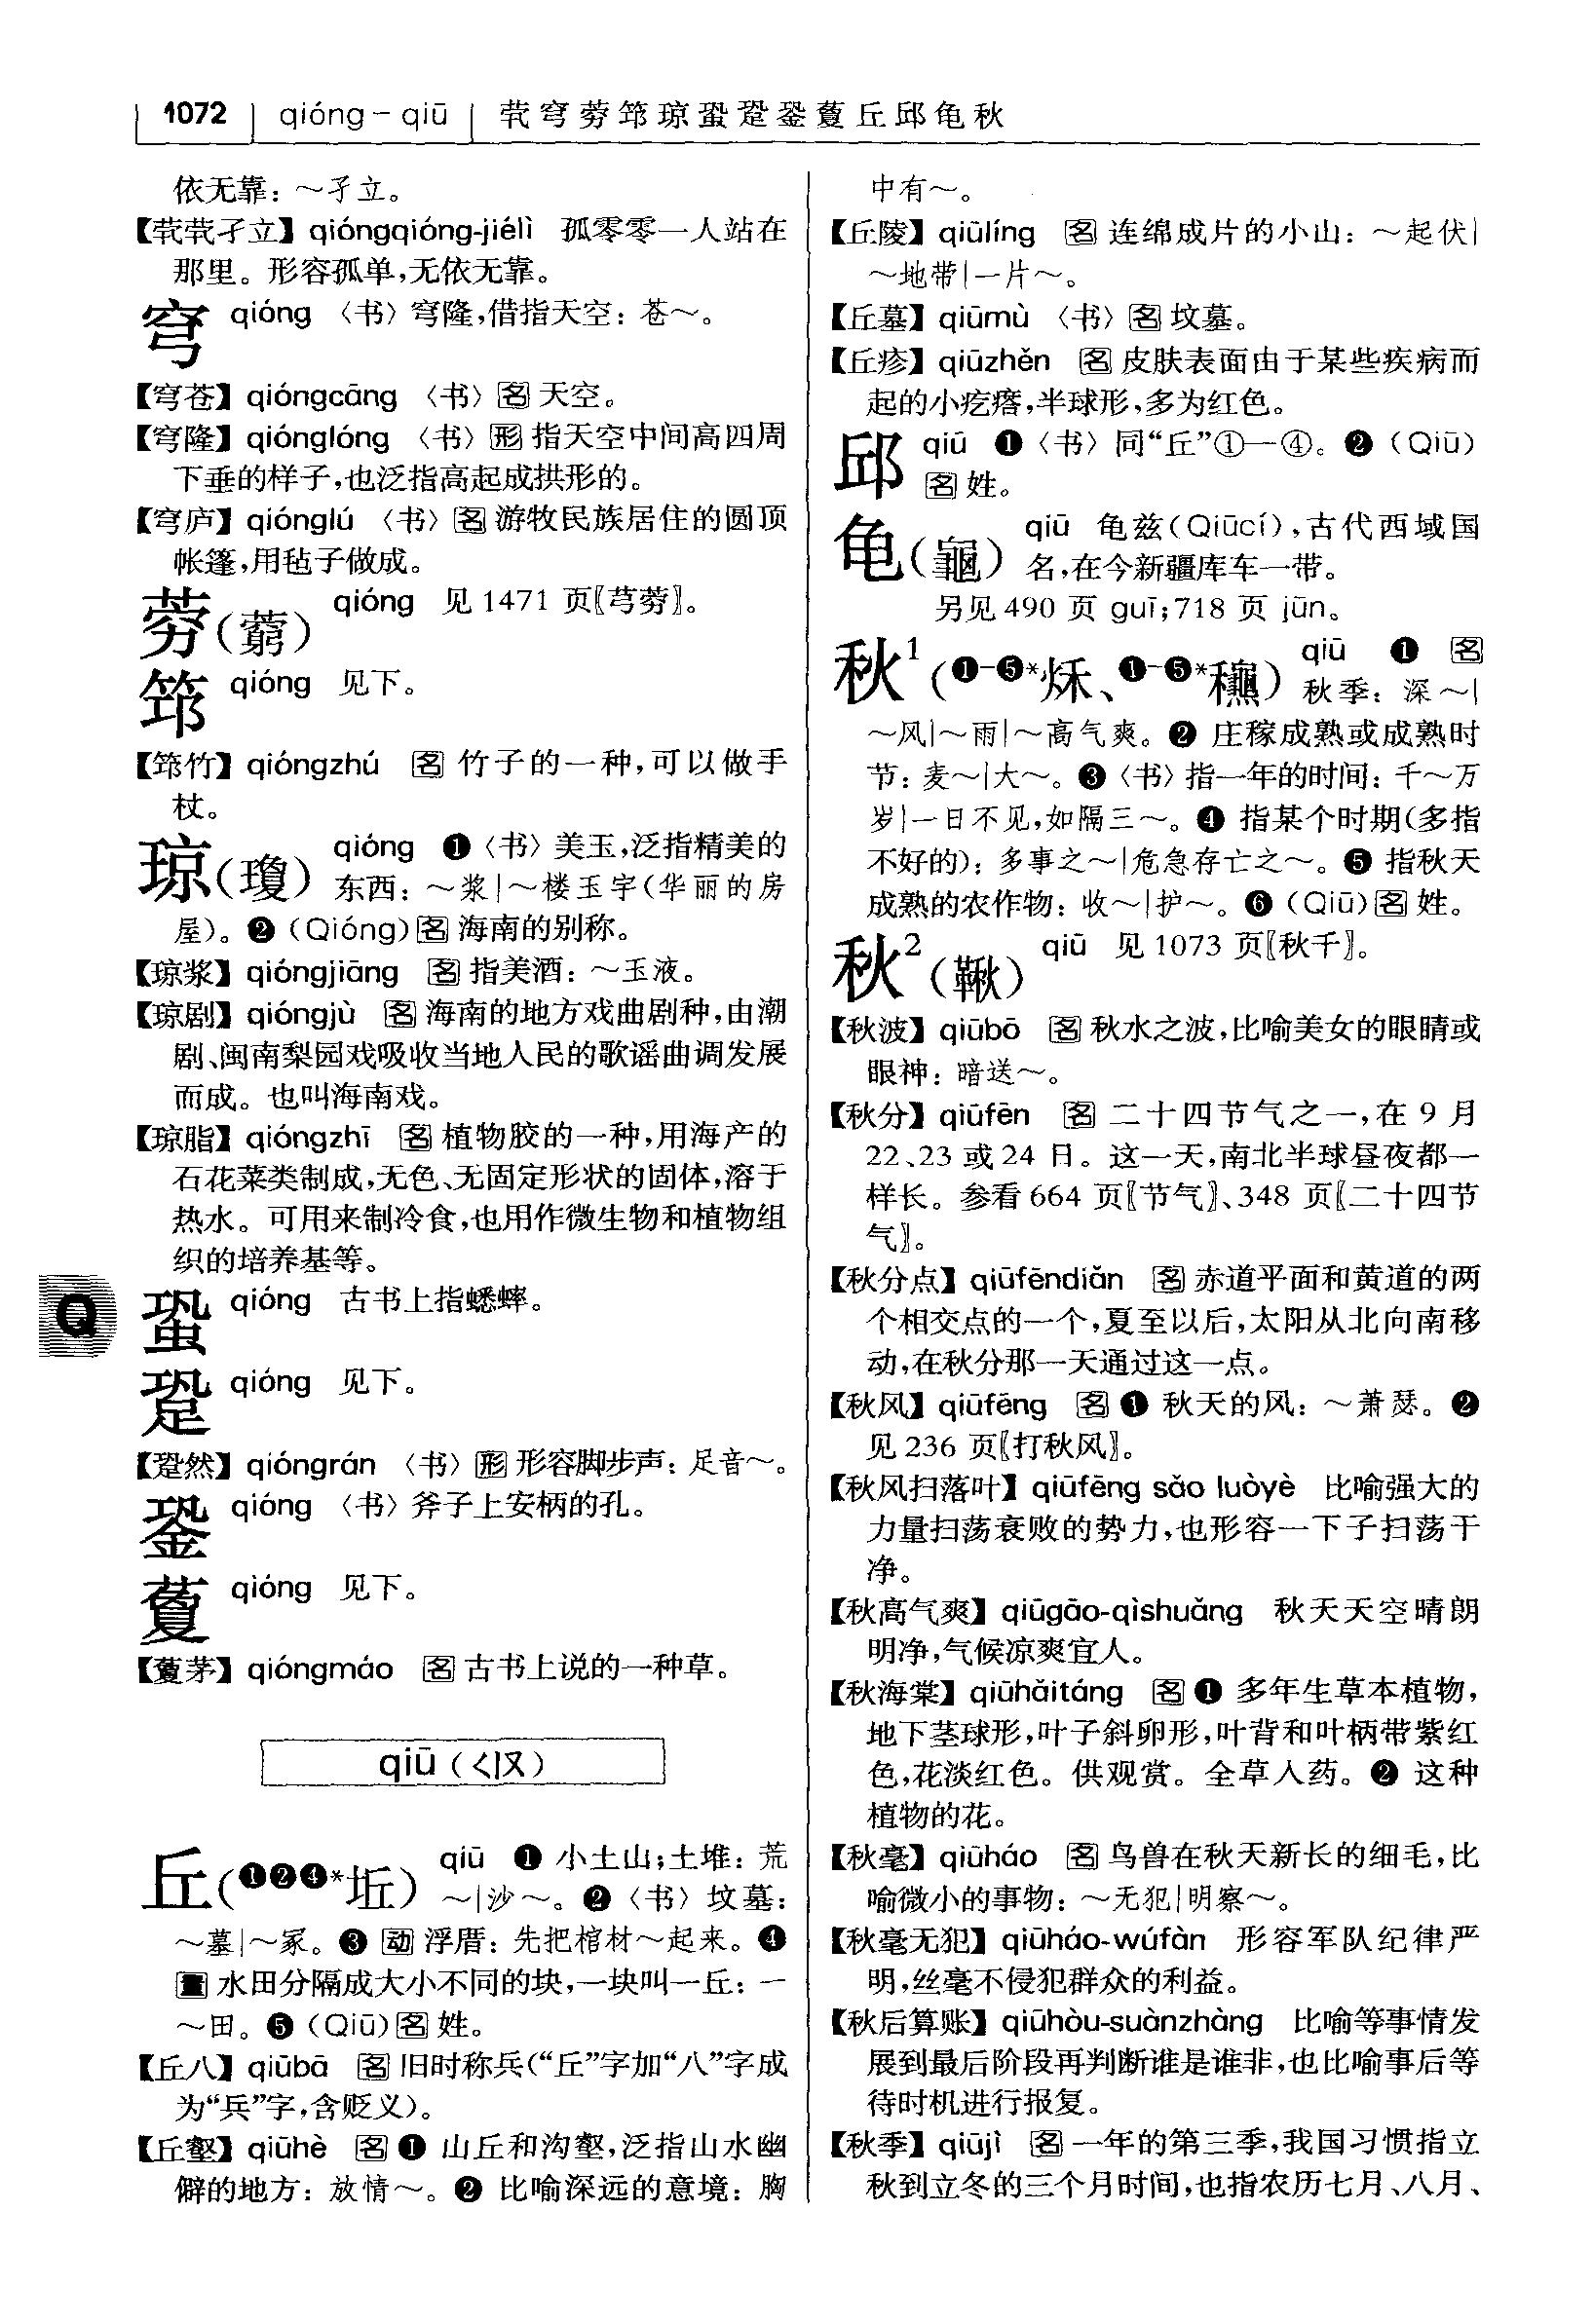 1072 qióng－qiū 茕穹䓖筇琼蛩跫銎藑丘邱龟秋
依无靠：～孑立。
【茕茕孑立】qióngqióng-jiélì 孤零零一人站在
那里。形容孤单，无依无靠。
穹 qióng 〈书〉穹隆，借指天空：苍～。
【穹苍】qióngcāng 〈书〉名 天空。
【穹隆】qiónglóng 〈书〉形 指天空中间高四周
下垂的样子，也泛指高起成拱形的。
【穹庐】qiónglú 〈书〉名 游牧民族居住的圆顶
帐篷，用毡子做成。
䓖（藭） qióng 见 1471 页〖芎䓖〗。
筇 qióng 见下。
【筇竹】qióngzhú 名 竹子的一种，可以做手
杖。
琼（瓊） qióng ❶〈书〉美玉，泛指精美的
东西：～浆|～楼玉宇（华丽的房
屋）。❷（Qióng）名 海南的别称。
【琼浆】qióngjiāng 名 指美酒：～玉液。
【琼剧】qióngjù 名 海南的地方戏曲剧种，由潮
剧、闽南梨园戏吸收当地人民的歌谣曲调发展
而成。也叫海南戏。
【琼脂】qióngzhī 名 植物胶的一种，用海产的
石花菜类制成，无色、无固定形状的固体，溶于
热水。可用来制冷食，也用作微生物和植物组
织的培养基等。
Q
蛩 qióng 古书上指蟋蟀。
跫 qióng 见下。
【跫然】qióngrán 〈书〉形 形容脚步声：足音～。
銎 qióng 〈书〉斧子上安柄的孔。
藑 qióng 见下。
【藑茅】qióngmáo 名 古书上说的一种草。
qiū（ㄑㄧㄡ）
丘（❶❷❹*坵） qiū ❶ 小土山；土堆：荒
～|沙～。❷〈书〉坟墓：
～墓|～冢。❸ 动 浮厝：先把棺材～起来。❹
量 水田分隔成大小不同的块，一块叫一丘：一
～田。❺（Qiū）名 姓。
【丘八】qiūbā 名 旧时称兵（“丘”字加“八”字成
为“兵”字，含贬义）。
【丘壑】qiūhè 名 ❶ 山丘和沟壑，泛指山水幽
僻的地方：放情～。❷ 比喻深远的意境：胸
中有～。
【丘陵】qiūlíng 名 连绵成片的小山：～起伏|
～地带|一片～。
【丘墓】qiūmù 〈书〉名 坟墓。
【丘疹】qiūzhěn 名 皮肤表面由于某些疾病而
起的小疙瘩，半球形，多为红色。
邱 qiū ❶〈书〉同“丘”①—④。❷（Qiū）
名 姓。
龟（龜） qiū 龟兹（Qiūcí），古代西域国
名，在今新疆库车一带。
另见 490 页 guī；718 页 jūn。
秋¹（❶-❺*秌、❶-❺*穐） qiū ❶ 名
秋季：深～|
～风|～雨|～高气爽。❷ 庄稼成熟或成熟时
节：麦～|大～。❸〈书〉指一年的时间：千～万
岁|一日不见，如隔三～。❹ 指某个时期（多指
不好的）：多事之～|危急存亡之～。❺ 指秋天
成熟的农作物：收～|护～。❻（Qiū）名 姓。
秋²（鞦） qiū 见 1073 页〖秋千〗。
【秋波】qiūbō 名 秋水之波，比喻美女的眼睛或
眼神：暗送～。
【秋分】qiūfēn 名 二十四节气之一，在 9 月
22、23 或 24 日。这一天，南北半球昼夜都一
样长。参看 664 页〖节气〗、348 页〖二十四节
气〗。
【秋分点】qiūfēndiǎn 名 赤道平面和黄道的两
个相交点的一个，夏至以后，太阳从北向南移
动，在秋分那一天通过这一点。
【秋风】qiūfēng 名 ❶ 秋天的风：～萧瑟。❷
见 236 页〖打秋风〗。
【秋风扫落叶】qiūfēng sǎo luòyè 比喻强大的
力量扫荡衰败的势力，也形容一下子扫荡干
净。
【秋高气爽】qiūgāo-qìshuǎng 秋天天空晴朗
明净，气候凉爽宜人。
【秋海棠】qiūhǎitáng 名 ❶ 多年生草本植物，
地下茎球形，叶子斜卵形，叶背和叶柄带紫红
色，花淡红色。供观赏。全草入药。❷ 这种
植物的花。
【秋毫】qiūháo 名 鸟兽在秋天新长的细毛，比
喻微小的事物：～无犯|明察～。
【秋毫无犯】qiūháo-wúfàn 形容军队纪律严
明，丝毫不侵犯群众的利益。
【秋后算账】qiūhòu-suànzhàng 比喻等事情发
展到最后阶段再判断谁是谁非，也比喻事后等
待时机进行报复。
【秋季】qiūjì 名 一年的第三季，我国习惯指立
秋到立冬的三个月时间，也指农历七月、八月、